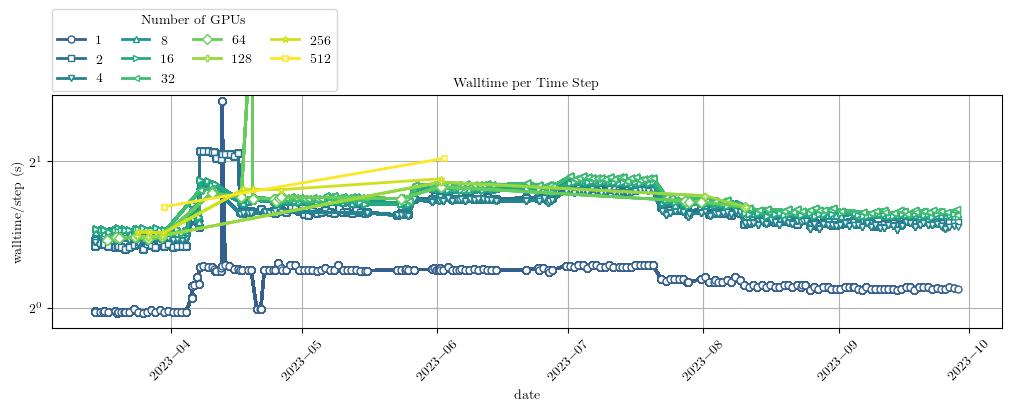 Number of GPUs
1 8 64 256
2 16 128 512
4 32
Walltime per Time Step
walltime/step (s)
2^1
2^0
2023−04 2023−05 2023−06 2023−07 2023−08 2023−09 2023−10
date